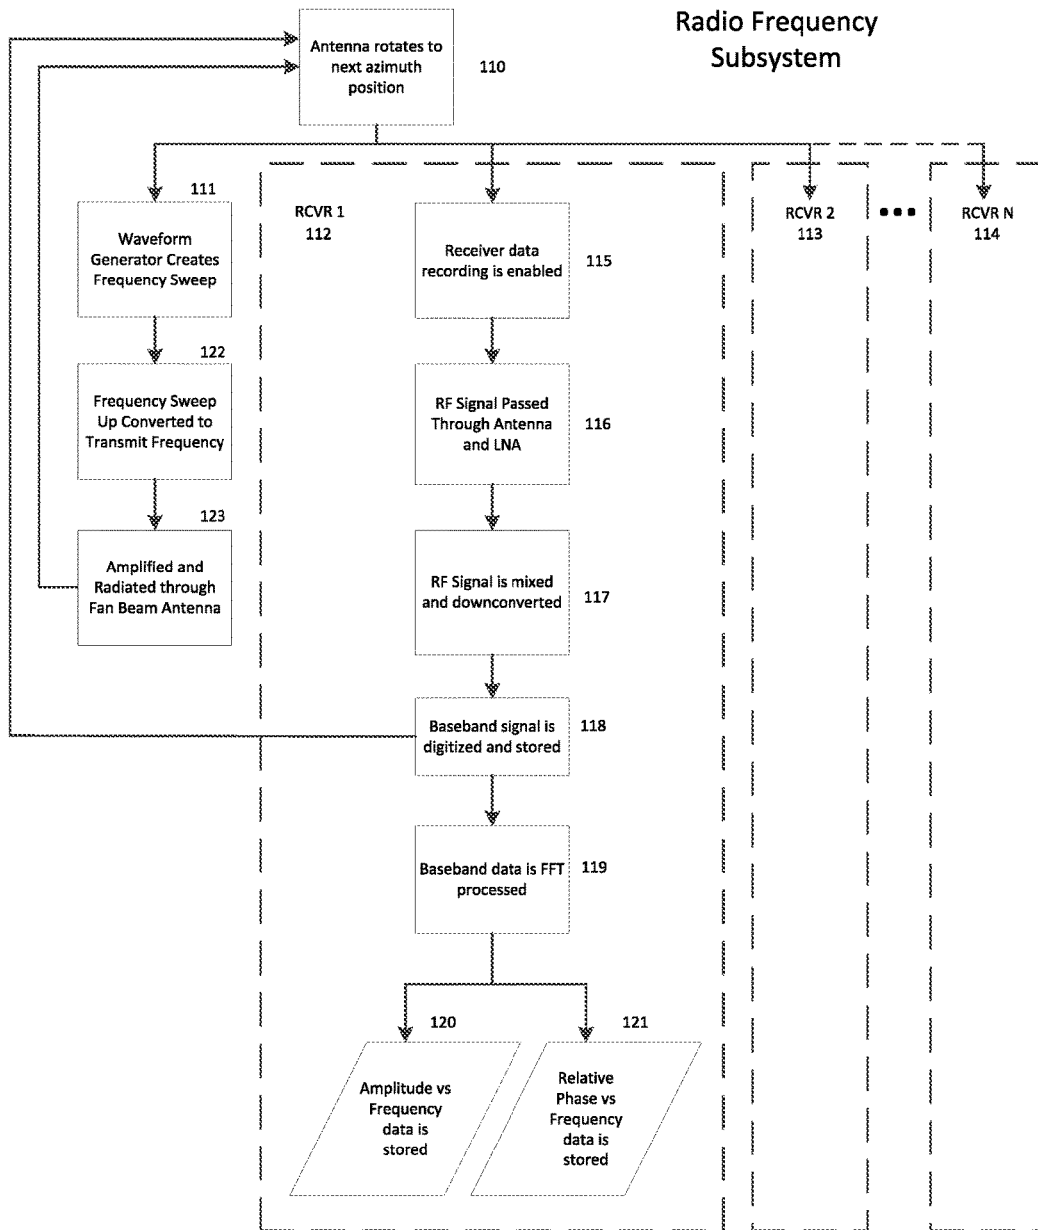 Radio Frequency
Subsystem
Antenna rotates to
next azimuth
position
110
111
Waveform
Generator Creates
Frequency Sweep
122
Frequency Sweep
Up Converted to
Transmit Frequency
123
Amplified and
Radiated through
Fan Beam Antenna
RCVR 1
112
Receiver data
recording is enabled
115
RF Signal Passed
Through Antenna
and LNA
116
RF Signal is mixed
and downconverted
117
Baseband signal is
digitized and stored
118
Baseband data is FFT
processed
119
120
Amplitude vs
Frequency
data is
stored
121
Relative
Phase vs
Frequency
data is
stored
RCVR 2
113
•••
RCVR N
114